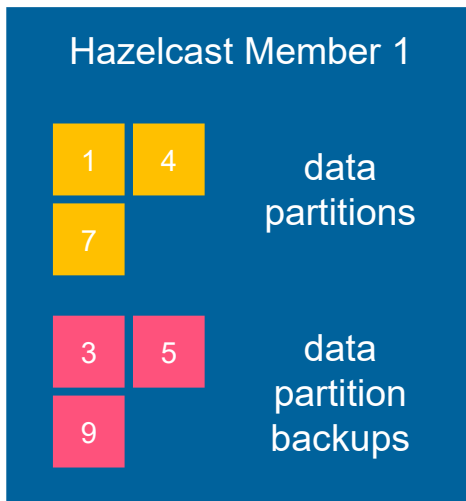 Hazelcast Member 1
1 4
7
data
partitions
3 5
9
data
partition
backups